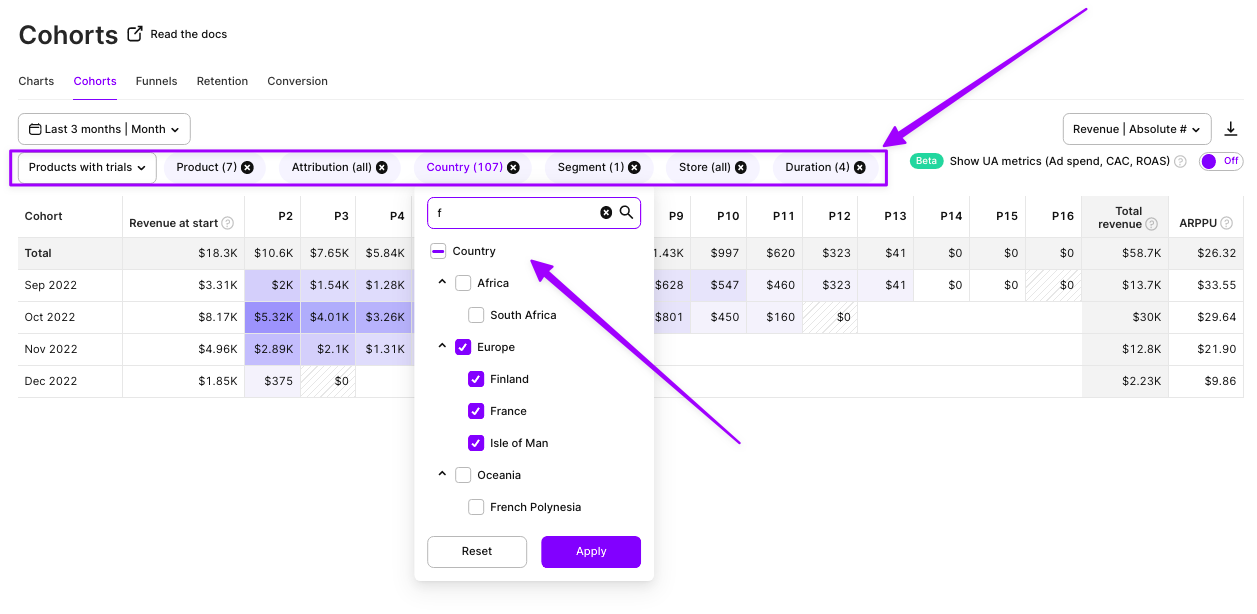 Cohorts Read the docs
Charts Cohorts Funnels Retention Conversion
Last 3 months | Month Revenue | Absolute #
Products with trials Product (7) Attribution (all) Country (107) Segment (1) Store (all) Duration (4) Beta Show UA metrics (Ad spend, CAC, ROAS) ? Off
Cohort Revenue at start ? P2 P3 P4 P9 P10 P11 P12 P13 P14 P15 P16 Total revenue ? ARPPU ?
Total $18.3K $10.6K $7.65K $5.84K 1.43K $997 $620 $323 $41 $0 $0 $0 $58.7K $26.32
Sep 2022 $3.31K $2K $1.54K $1.28K $628 $547 $460 $323 $41 $0 $0 $0 $13.7K $33.55
Oct 2022 $8.17K $5.32K $4.01K $3.26K $801 $450 $160 $0 $30K $29.64
Nov 2022 $4.96K $2.89K $2.1K $1.31K $12.8K $21.90
Dec 2022 $1.85K $375 $0 $2.23K $9.86
f
Country
Africa
South Africa
Europe
Finland
France
Isle of Man
Oceania
French Polynesia
Reset Apply